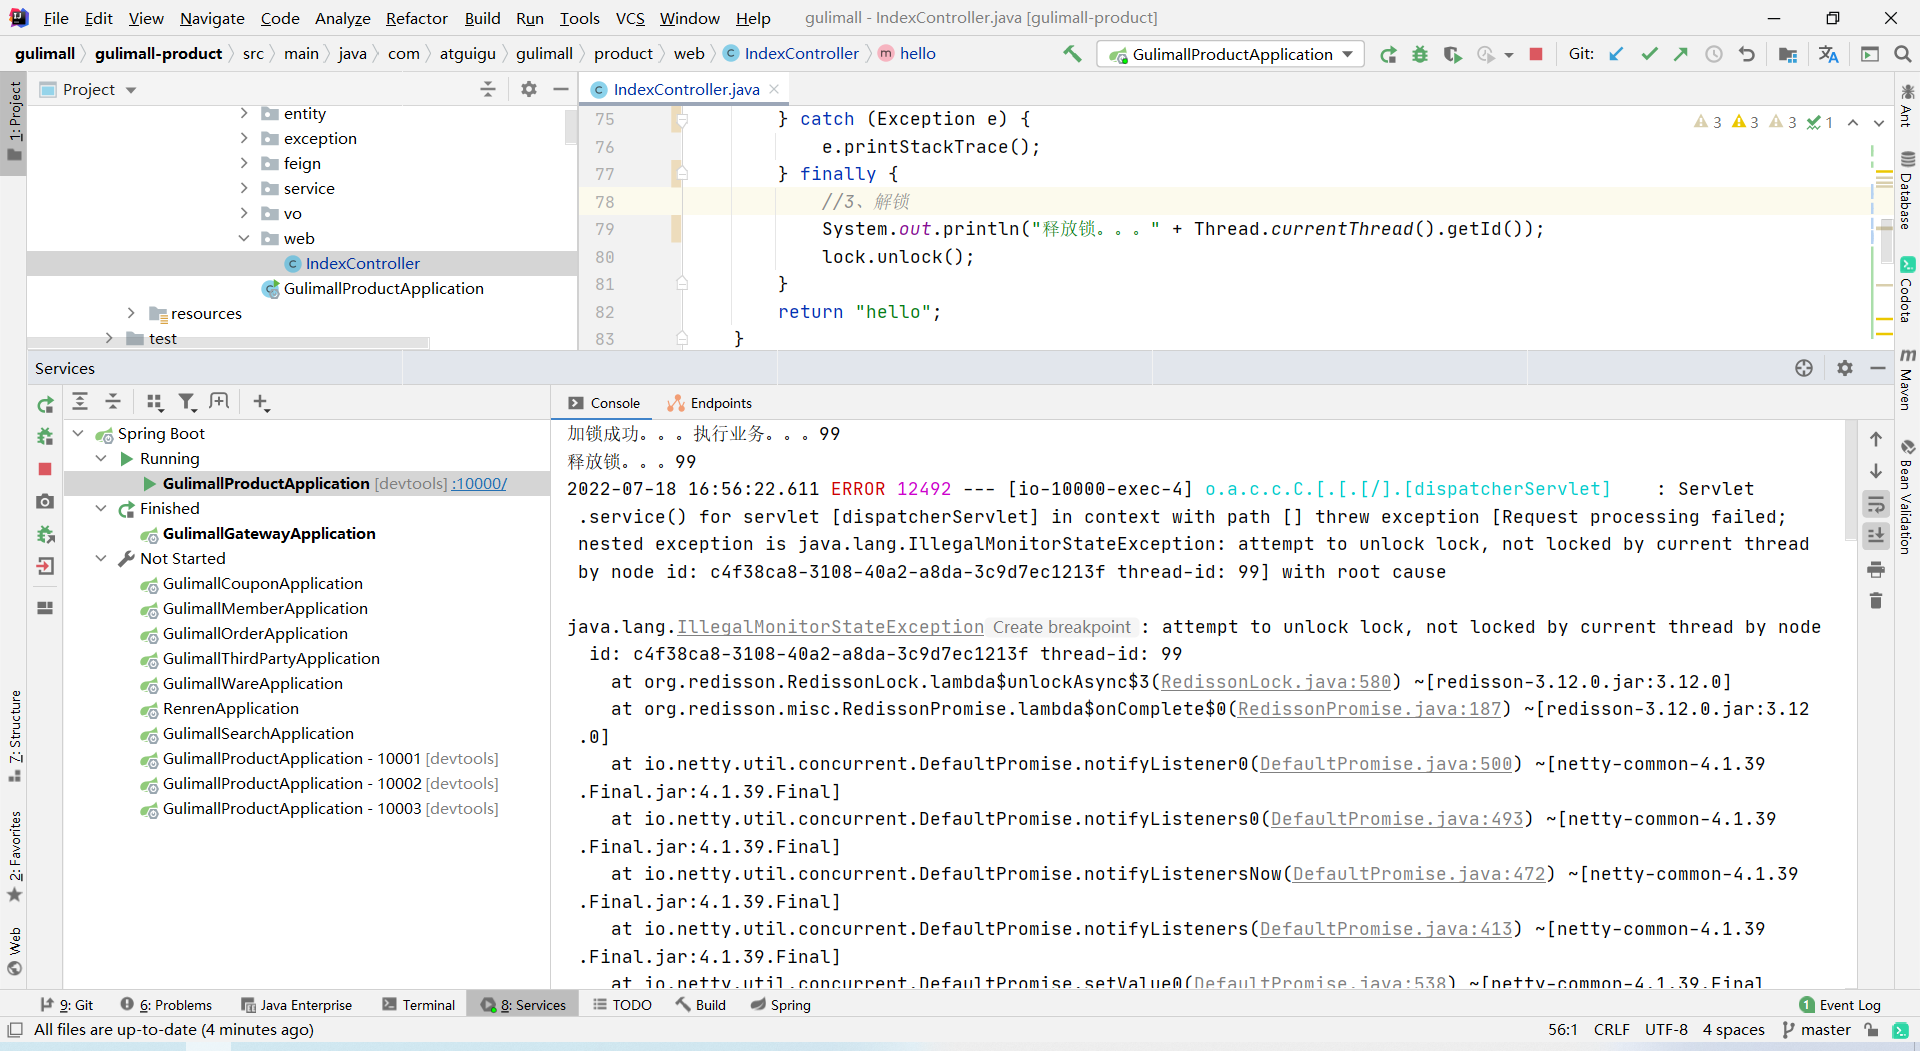 File Edit View Navigate Code Analyze Refactor Build Run Tools VCS Window Help gulimall - IndexController.java [gulimall-product]
gulimall gulimall-product src main java com atguigu gulimall product web IndexController hello GulimallProductApplication Git:
1: Project
Project
entity
exception
feign
service
vo
web
IndexController
GulimallProductApplication
resources
test
IndexController.java
3 3 3 1
75 } catch (Exception e) {
76 e.printStackTrace();
77 } finally {
78 //3、解锁
79 System.out.println("释放锁。。。" + Thread.currentThread().getId());
80 lock.unlock();
81 }
82 return "hello";
83 }
Ant
Database
Codota
Maven
Bean Validation
Services
Spring Boot
Running
GulimallProductApplication [devtools] :10000/
Finished
GulimallGatewayApplication
Not Started
GulimallCouponApplication
GulimallMemberApplication
GulimallOrderApplication
GulimallThirdPartyApplication
GulimallWareApplication
RenrenApplication
GulimallSearchApplication
GulimallProductApplication - 10001 [devtools]
GulimallProductApplication - 10002 [devtools]
GulimallProductApplication - 10003 [devtools]
7: Structure
2: Favorites
Web
Console Endpoints
加锁成功。。。执行业务。。。99
释放锁。。。99
2022-07-18 16:56:22.611 ERROR 12492 --- [io-10000-exec-4] o.a.c.c.C.[.[.[/].[dispatcherServlet] : Servlet
.service() for servlet [dispatcherServlet] in context with path [] threw exception [Request processing failed;
nested exception is java.lang.IllegalMonitorStateException: attempt to unlock lock, not locked by current thread
by node id: c4f38ca8-3108-40a2-a8da-3c9d7ec1213f thread-id: 99] with root cause
java.lang.IllegalMonitorStateException Create breakpoint : attempt to unlock lock, not locked by current thread by node
id: c4f38ca8-3108-40a2-a8da-3c9d7ec1213f thread-id: 99
at org.redisson.RedissonLock.lambda$unlockAsync$3(RedissonLock.java:580) ~[redisson-3.12.0.jar:3.12.0]
at org.redisson.misc.RedissonPromise.lambda$onComplete$0(RedissonPromise.java:187) ~[redisson-3.12.0.jar:3.12
.0]
at io.netty.util.concurrent.DefaultPromise.notifyListener0(DefaultPromise.java:500) ~[netty-common-4.1.39
.Final.jar:4.1.39.Final]
at io.netty.util.concurrent.DefaultPromise.notifyListeners0(DefaultPromise.java:493) ~[netty-common-4.1.39
.Final.jar:4.1.39.Final]
at io.netty.util.concurrent.DefaultPromise.notifyListenersNow(DefaultPromise.java:472) ~[netty-common-4.1.39
.Final.jar:4.1.39.Final]
at io.netty.util.concurrent.DefaultPromise.notifyListeners(DefaultPromise.java:413) ~[netty-common-4.1.39
.Final.jar:4.1.39.Final]
at io.netty.util.concurrent.DefaultPromise.setValue0(DefaultPromise.java:538) ~[netty-common-4.1.39.Final
9: Git 6: Problems Java Enterprise Terminal 8: Services TODO Build Spring 1 Event Log
All files are up-to-date (4 minutes ago) 56:1 CRLF UTF-8 4 spaces master